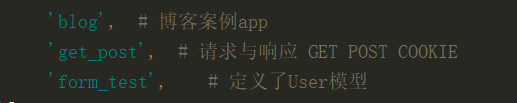 'blog',  # 博客案例app
'get_post',  # 请求与响应 GET POST COOKIE
'form_test',    # 定义了User模型